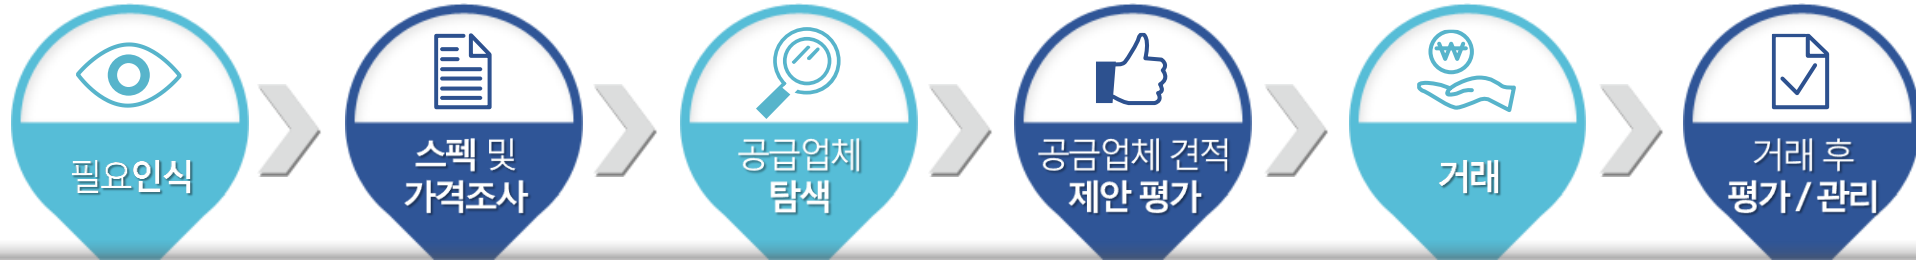 필요인식
스펙 및
가격조사
공급업체
탐색
공금업체 견적
제안 평가
₩
거래
거래 후
평가 / 관리